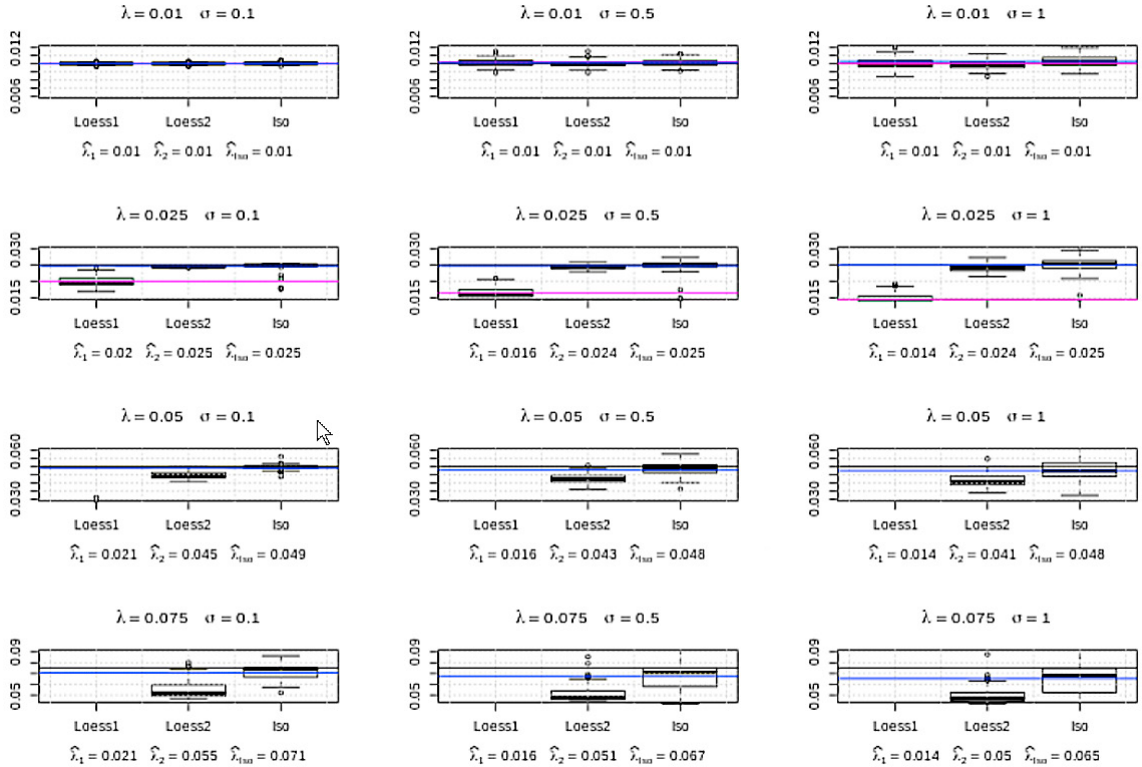 λ = 0.01 σ = 0.1
0.006 0.012
Loess1 Loess2 Iso
λ̂₁ = 0.01 λ̂₂ = 0.01 λ̂Iso = 0.01
λ = 0.01 σ = 0.5
0.006 0.012
Loess1 Loess2 Iso
λ̂₁ = 0.01 λ̂₂ = 0.01 λ̂Iso = 0.01
λ = 0.01 σ = 1
0.006 0.012
Loess1 Loess2 Iso
λ̂₁ = 0.01 λ̂₂ = 0.01 λ̂Iso = 0.01
λ = 0.025 σ = 0.1
0.015 0.030
Loess1 Loess2 Iso
λ̂₁ = 0.02 λ̂₂ = 0.025 λ̂Iso = 0.025
λ = 0.025 σ = 0.5
0.015 0.030
Loess1 Loess2 Iso
λ̂₁ = 0.016 λ̂₂ = 0.024 λ̂Iso = 0.025
λ = 0.025 σ = 1
0.015 0.030
Loess1 Loess2 Iso
λ̂₁ = 0.014 λ̂₂ = 0.024 λ̂Iso = 0.025
λ = 0.05 σ = 0.1
0.030 0.060
Loess1 Loess2 Iso
λ̂₁ = 0.021 λ̂₂ = 0.045 λ̂Iso = 0.049
λ = 0.05 σ = 0.5
0.030 0.060
Loess1 Loess2 Iso
λ̂₁ = 0.016 λ̂₂ = 0.043 λ̂Iso = 0.048
λ = 0.05 σ = 1
0.030 0.060
Loess1 Loess2 Iso
λ̂₁ = 0.014 λ̂₂ = 0.041 λ̂Iso = 0.048
λ = 0.075 σ = 0.1
0.05 0.09
Loess1 Loess2 Iso
λ̂₁ = 0.021 λ̂₂ = 0.055 λ̂Iso = 0.071
λ = 0.075 σ = 0.5
0.05 0.09
Loess1 Loess2 Iso
λ̂₁ = 0.016 λ̂₂ = 0.051 λ̂Iso = 0.067
λ = 0.075 σ = 1
0.05 0.09
Loess1 Loess2 Iso
λ̂₁ = 0.014 λ̂₂ = 0.05 λ̂Iso = 0.065